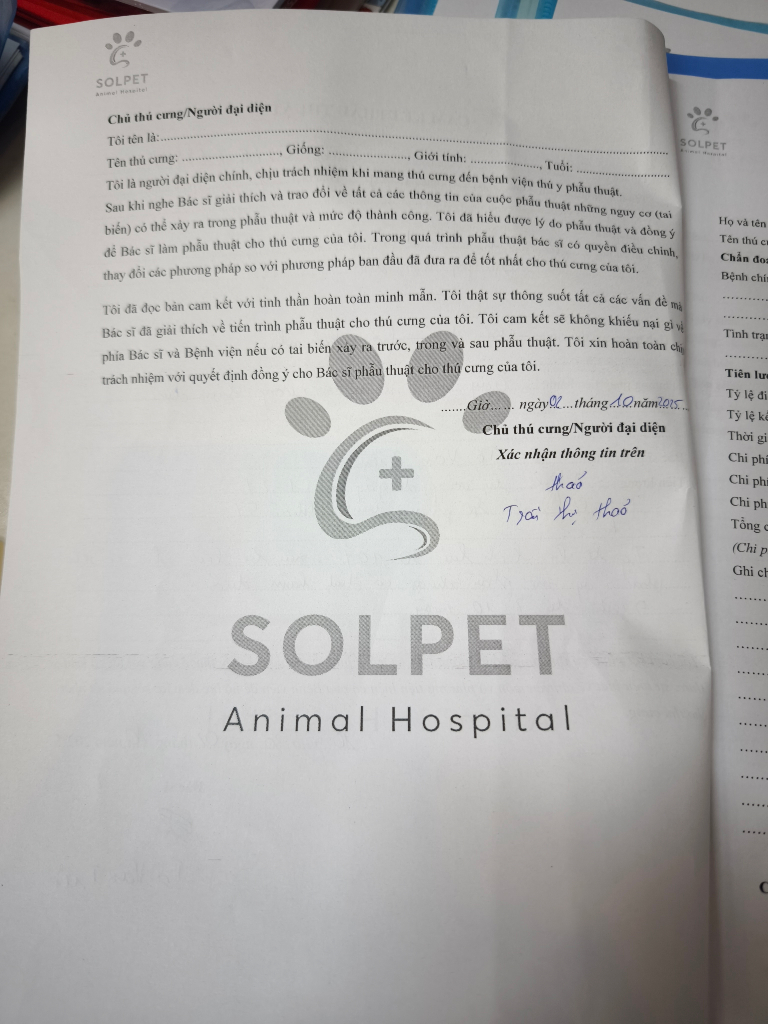 SOLPET
Animal Hospital
Chủ thú cưng/Người đại diện
Tôi tên là:......................................................................
Tên thú cưng: .........................., Giống: ....................., Giới tính: .................., Tuổi: .........................
Tôi là người đại diện chính, chịu trách nhiệm khi mang thú cưng đến bệnh viện thú y phẫu thuật.
Sau khi nghe Bác sĩ giải thích và trao đổi về tất cả các thông tin của cuộc phẫu thuật những nguy cơ (tai
biến) có thể xảy ra trong phẫu thuật và mức độ thành công. Tôi đã hiểu được lý do phẫu thuật và đồng ý
để Bác sĩ làm phẫu thuật cho thú cưng của tôi. Trong quá trình phẫu thuật bác sĩ có quyền điều chỉnh,
thay đổi các phương pháp so với phương pháp ban đầu đã đưa ra để tốt nhất cho thú cưng của tôi.
Tôi đã đọc bản cam kết với tinh thần hoàn toàn minh mẫn. Tôi thật sự thông suốt tất cả các vấn đề mà
Bác sĩ đã giải thích về tiến trình phẫu thuật cho thú cưng của tôi. Tôi cam kết sẽ không khiếu nại gì về
phía Bác sĩ và Bệnh viện nếu có tai biến xảy ra trước, trong và sau phẫu thuật. Tôi xin hoàn toàn
trách nhiệm với quyết định đồng ý cho Bác sĩ phẫu thuật cho thú cưng của tôi.
.......Giờ...... ngày 02 ...tháng .10. năm 2025...
Chủ thú cưng/Người đại diện
Xác nhận thông tin trên
thảo
Trần thị thảo
SOLPET
Animal Hospital
SOLPET
Animal Hospital
Họ và tên
Tên thú
Chẩn
Bệnh
Tình
Tiên
Tỷ lệ
Tỷ lệ
Thời
Chi phí
Chi phí
Chi
Tổng
(Chi
Ghi